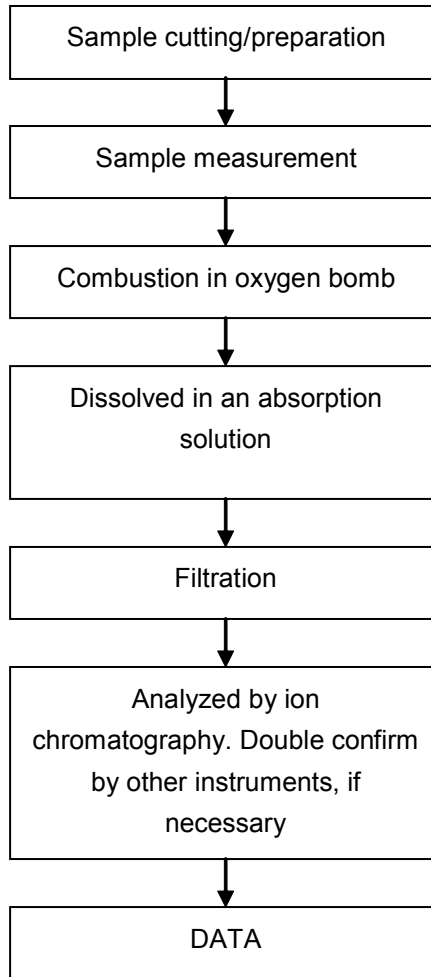 Sample cutting/preparation
Sample measurement
Combustion in oxygen bomb
Dissolved in an absorption
solution
Filtration
Analyzed by ion
chromatography. Double confirm
by other instruments, if
necessary
DATA